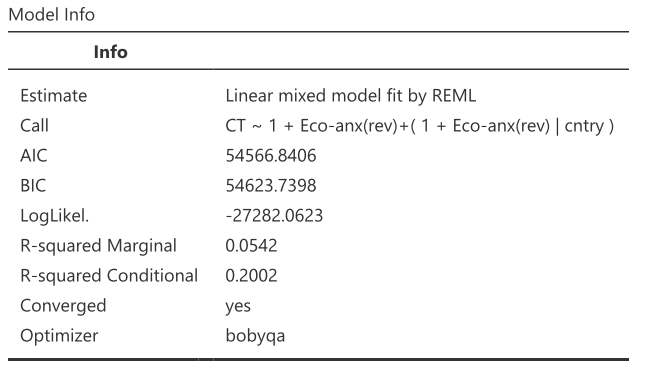 Model Info
Info
Estimate Linear mixed model fit by REML
Call CT ~ 1 + Eco-anx(rev)+( 1 + Eco-anx(rev) | cntry )
AIC 54566.8406
BIC 54623.7398
LogLikel. -27282.0623
R-squared Marginal 0.0542
R-squared Conditional 0.2002
Converged yes
Optimizer bobyqa